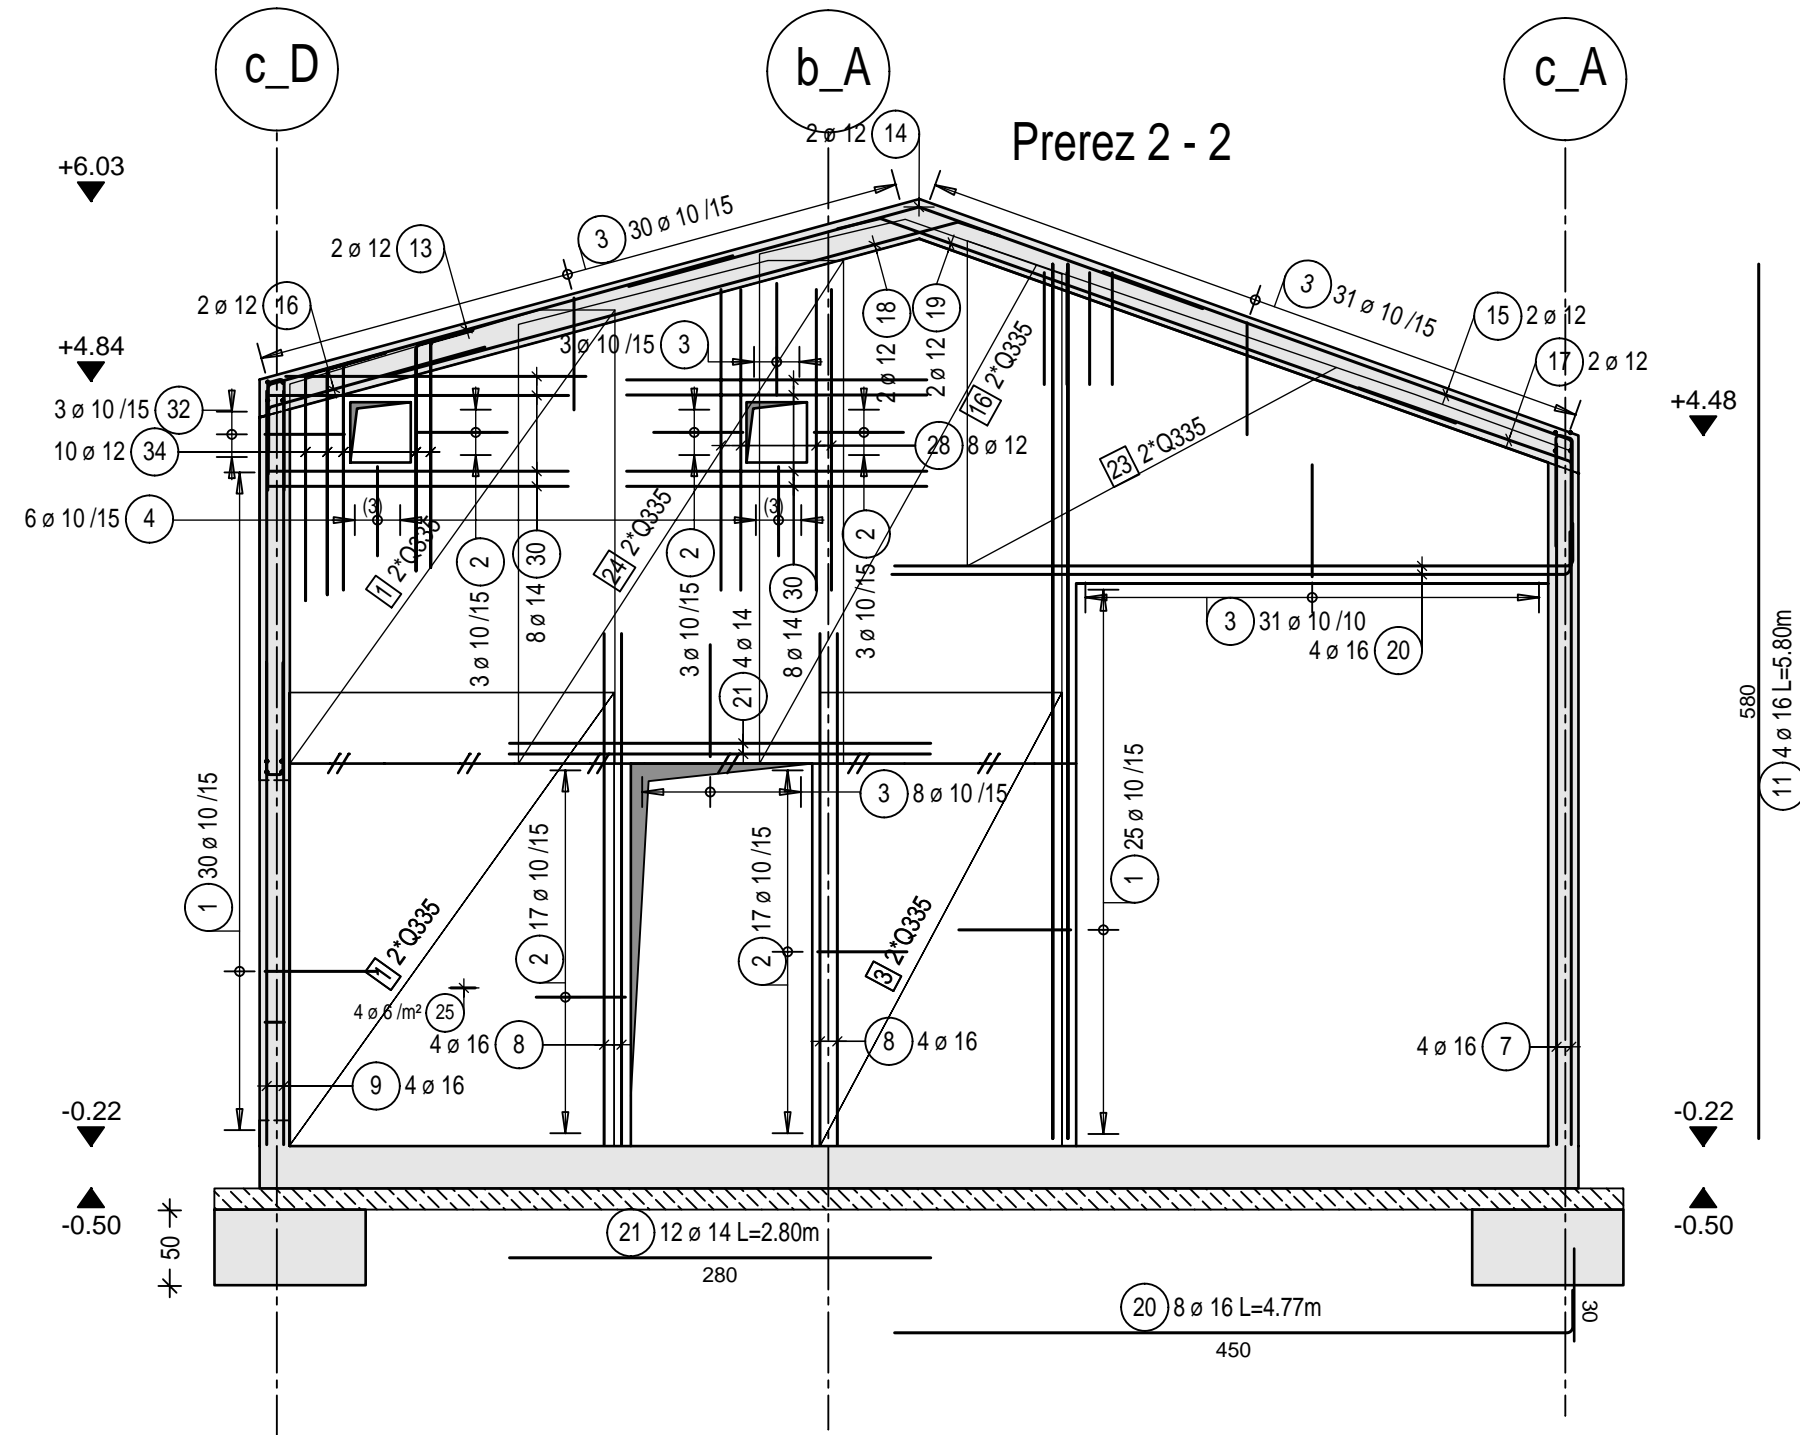 c_D
b_A
c_A
2 ø 12 14
Prerez 2 - 2
+6.03
3 30 ø 10 /15
2 ø 12 13
2 ø 12 16
3 31 ø 10 /15
15 2 ø 12
17 2 ø 12
+4.84
+4.48
3 ø 10 /15 3
18 2 ø 12
19 2 ø 12
16 2*Q335
23 2*Q335
3 ø 10 /15 32
10 ø 12 34
28 8 ø 12
6 ø 10 /15 4
(3)
(3)
1 2*Q335
24 2*Q335
2 3 ø 10 /15
30 8 ø 14
2 3 ø 10 /15
30 8 ø 14
2 3 ø 10 /15
21 4 ø 14
3 31 ø 10 /10
4 ø 16 20
580
11 4 ø 16 L=5.80m
3 8 ø 10 /15
1 30 ø 10 /15
2 17 ø 10 /15
2 17 ø 10 /15
1 25 ø 10 /15
1 2*Q335
3 2*Q335
4 ø 6 /m² 25
4 ø 16 8
8 4 ø 16
4 ø 16 7
9 4 ø 16
-0.22
-0.22
-0.50
-0.50
50
21 12 ø 14 L=2.80m
280
20 8 ø 16 L=4.77m
30
450